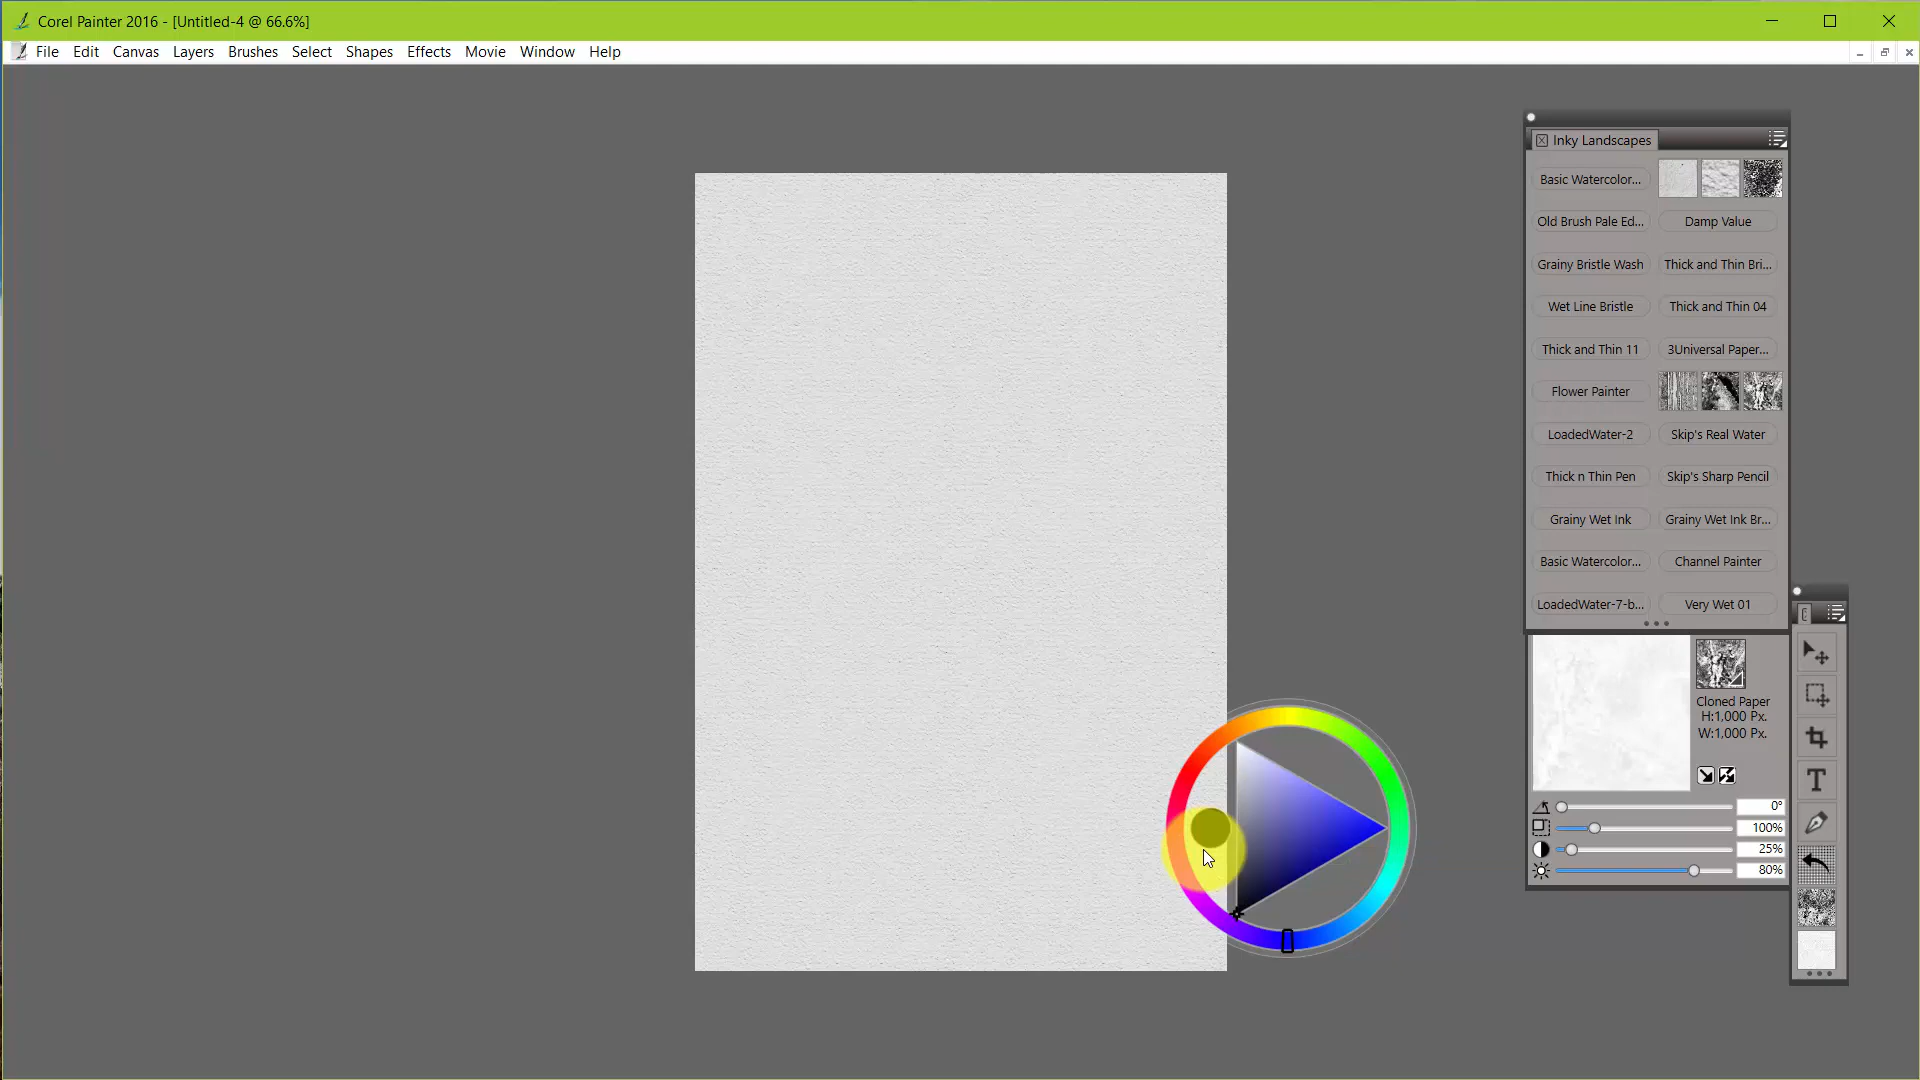 Corel Painter 2016 - [Untitled-4 @ 66.6%]
File Edit Canvas Layers Brushes Select Shapes Effects Movie Window Help
Inky Landscapes
Basic Watercolor...
Old Brush Pale Ed... Damp Value
Grainy Bristle Wash Thick and Thin Bri...
Wet Line Bristle Thick and Thin 04
Thick and Thin 11 3Universal Paper...
Flower Painter
LoadedWater-2 Skip's Real Water
Thick n Thin Pen Skip's Sharp Pencil
Grainy Wet Ink Grainy Wet Ink Br...
Basic Watercolor... Channel Painter
LoadedWater-7-b... Very Wet 01
Cloned Paper
H:1,000 Px.
W:1,000 Px.
0°
100%
25%
80%